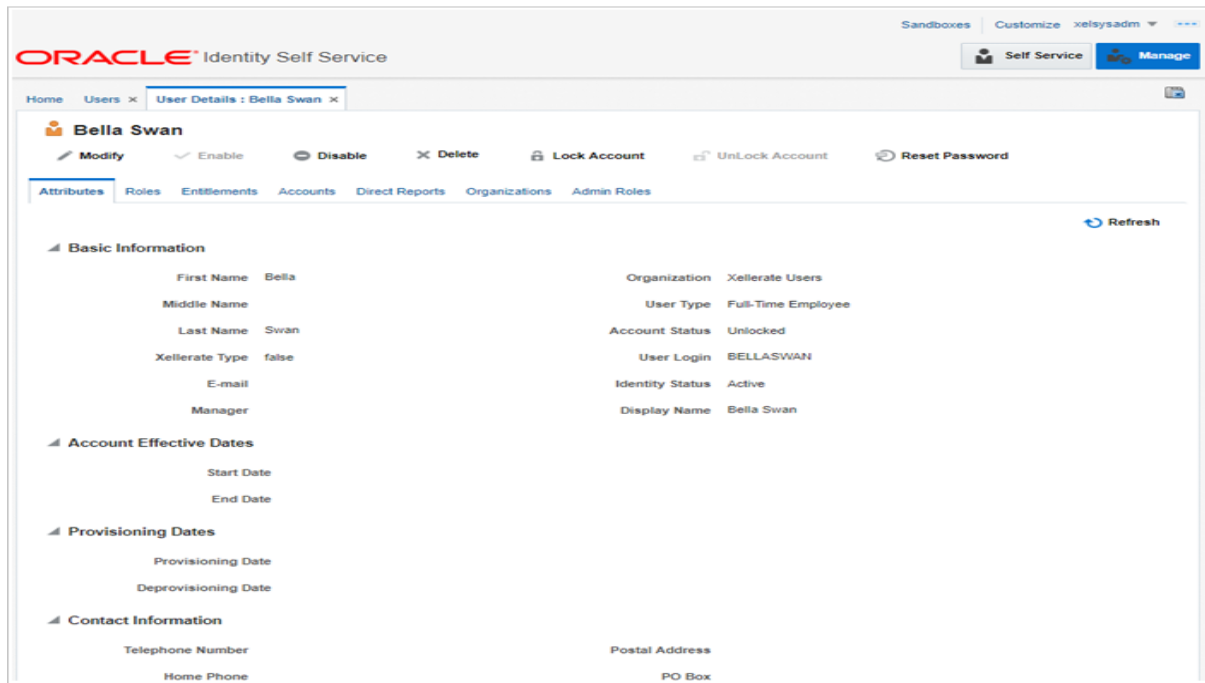 Sandboxes Customize xelsysadm
ORACLE Identity Self Service
Self Service Manage
Home Users User Details : Bella Swan
Bella Swan
Modify Enable Disable Delete Lock Account UnLock Account Reset Password
Attributes Roles Entitlements Accounts Direct Reports Organizations Admin Roles
Refresh
Basic Information
First Name Bella Organization Xellerate Users
Middle Name User Type Full-Time Employee
Last Name Swan Account Status Unlocked
Xellerate Type false User Login BELLASWAN
E-mail Identity Status Active
Manager Display Name Bella Swan
Account Effective Dates
Start Date
End Date
Provisioning Dates
Provisioning Date
Deprovisioning Date
Contact Information
Telephone Number Postal Address
Home Phone PO Box